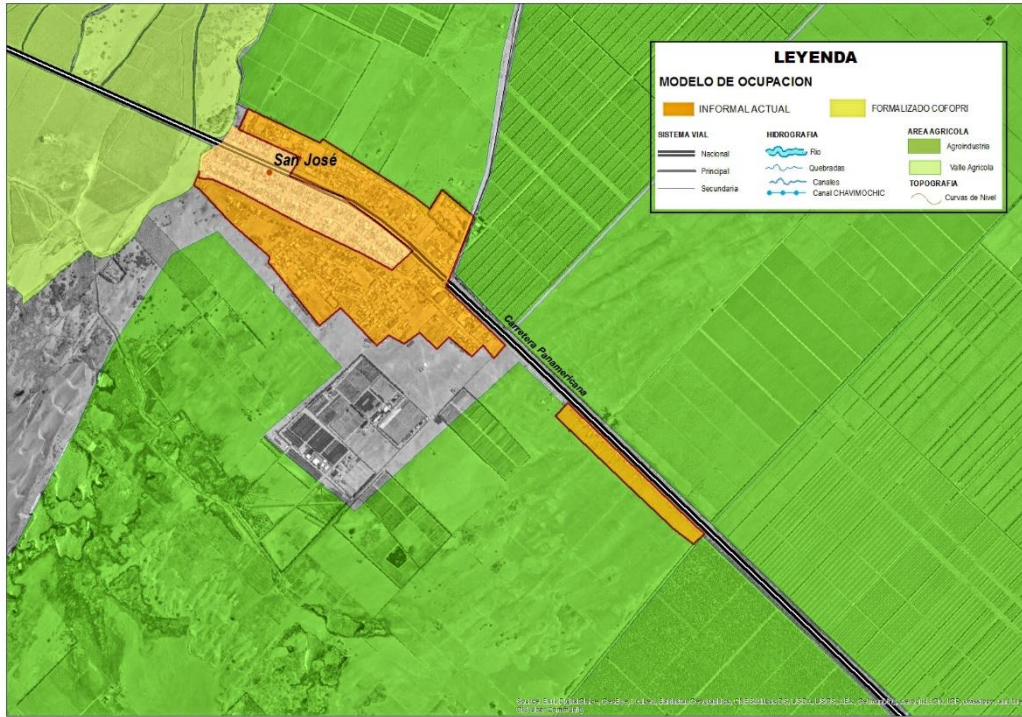 LEYENDA
MODELO DE OCUPACION
INFORMAL ACTUAL
FORMALIZADO COFOPRI
SISTEMA VIAL
Nacional
Principal
Secundaria
HIDROGRAFIA
Rio
Quebradas
Canales
Canal CHAVIMOCHIC
AREA AGRICOLA
Agroindustria
Valle Agricola
TOPOGRAFIA
Curvas de Nivel
San José
Carretera Panamericana